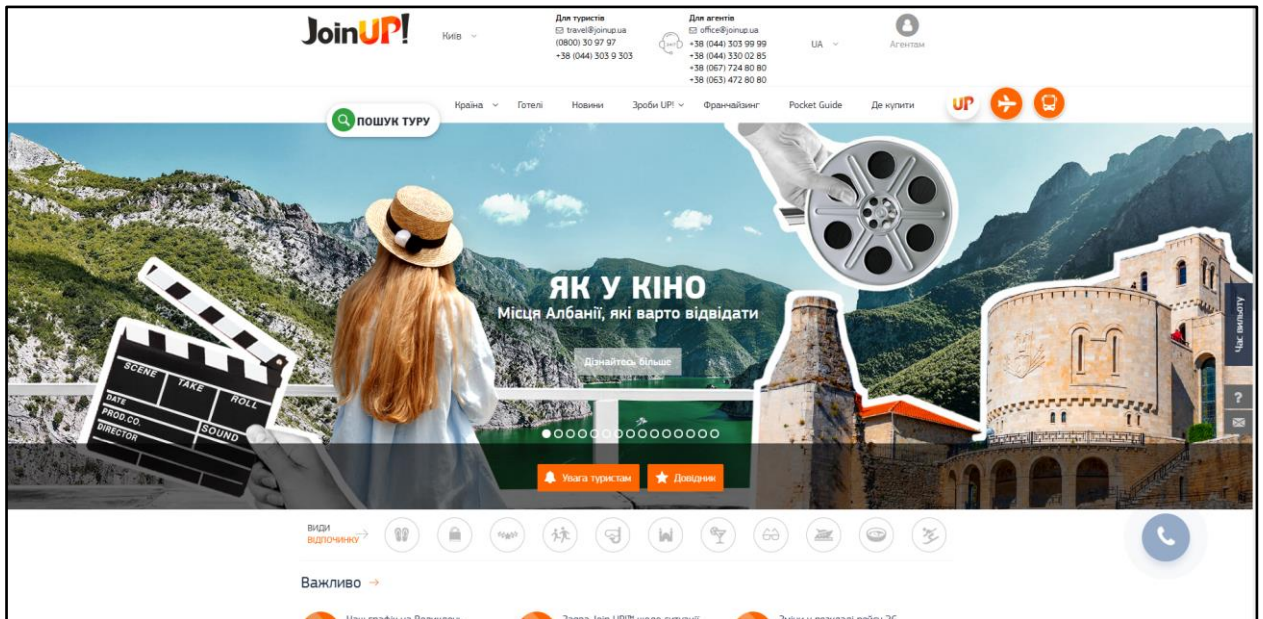 JoinUP!
Київ
Для туристів
travel@joinup.ua
(0800) 30 97 97
+38 (044) 303 9 303
Для агентів
office@joinup.ua
+38 (044) 303 99 99
+38 (044) 330 02 85
+38 (067) 724 80 80
+38 (063) 472 80 80
UA
Агентам
ПОШУК ТУРУ
Країна
Готелі
Новини
Зроби UP!
Франчайзинг
Pocket Guide
Де купити
UP
ЯК У КІНО
Місця Албанії, які варто відвідати
Дізнайтесь більше
SCENE TAKE ROLL
DATE
PROD.CO. SOUND
DIRECTOR
Час вильоту
?
Увага туристам
Довідник
ВИДИ
ВІДПОЧИНКУ
Важливо